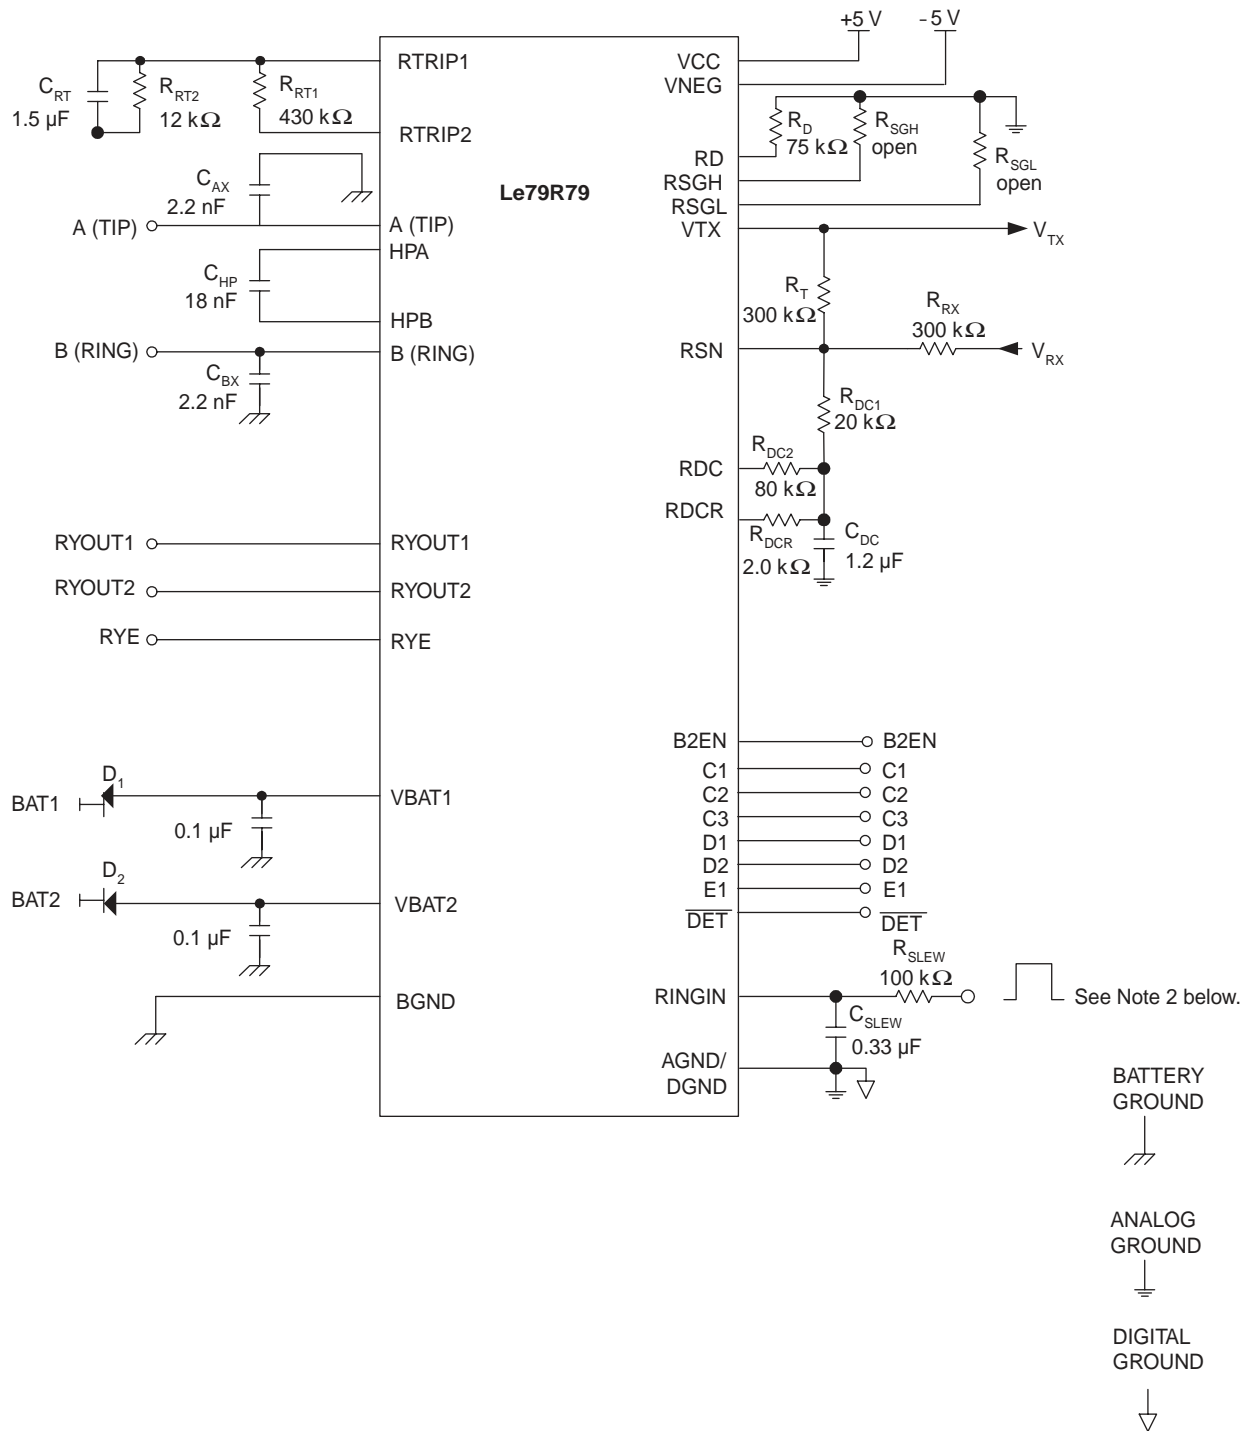 +5 V
-5 V
RTRIP1
VCC
VNEG
C_RT
1.5 µF
R_RT2
12 kΩ
R_RT1
430 kΩ
RTRIP2
R_D
75 kΩ
R_SGH
open
R_SGL
open
RD
RSGH
RSGL
VTX
V_TX
Le79R79
C_AX
2.2 nF
A (TIP)
A (TIP)
HPA
C_HP
18 nF
HPB
B (RING)
B (RING)
C_BX
2.2 nF
R_T
300 kΩ
R_RX
300 kΩ
RSN
V_RX
R_DC1
20 kΩ
RDC
R_DC2
80 kΩ
RDCR
R_DCR
2.0 kΩ
C_DC
1.2 µF
RYOUT1
RYOUT1
RYOUT2
RYOUT2
RYE
RYE
B2EN
B2EN
C1
C1
C2
C2
C3
C3
D1
D1
D2
D2
E1
E1
DET
DET
BAT1
D_1
VBAT1
0.1 µF
BAT2
D_2
VBAT2
0.1 µF
BGND
RINGIN
R_SLEW
100 kΩ
See Note 2 below.
C_SLEW
0.33 µF
AGND/
DGND
BATTERY
GROUND
ANALOG
GROUND
DIGITAL
GROUND